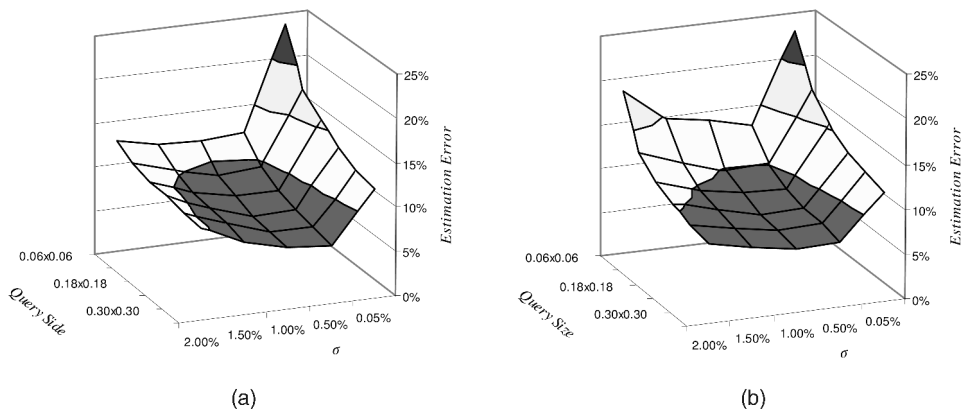 25%
20%
15%
10%
5%
0%
Estimation Error
0.06x0.06
0.18x0.18
0.30x0.30
Query Side
2.00%
1.50%
1.00%
0.50%
0.05%
σ
(a)
25%
20%
15%
10%
5%
0%
Estimation Error
0.06x0.06
0.18x0.18
0.30x0.30
Query Size
2.00%
1.50%
1.00%
0.50%
0.05%
σ
(b)